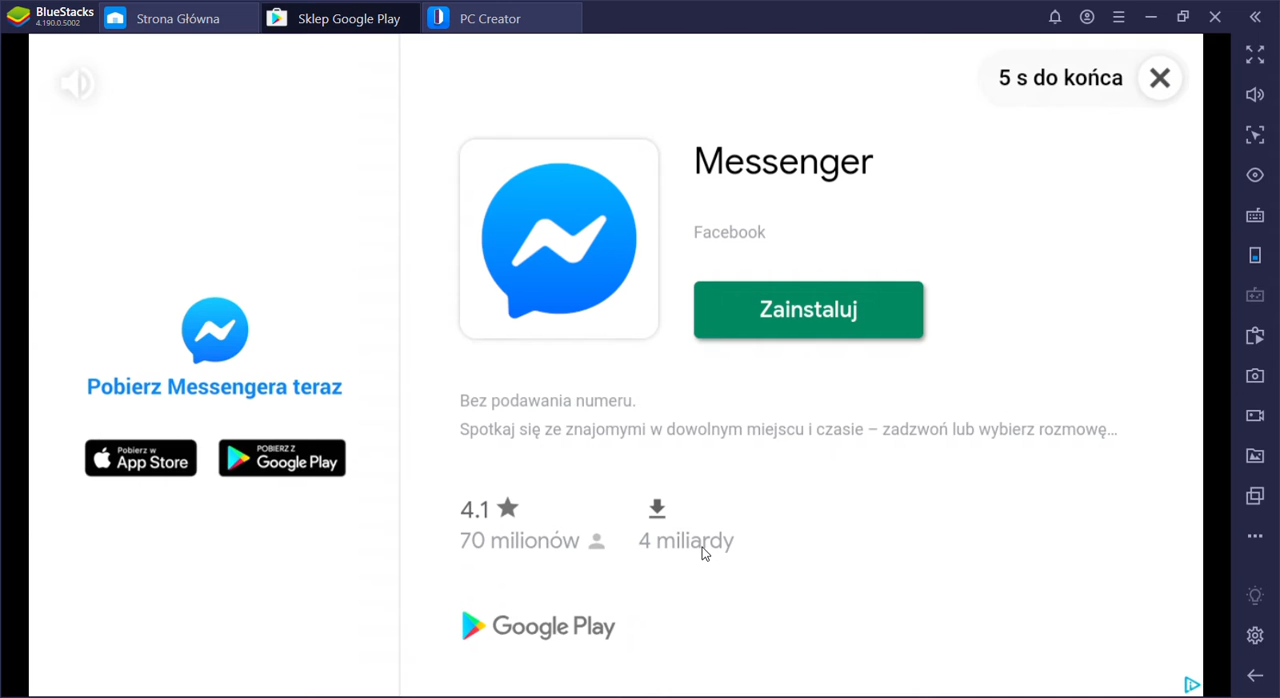 BlueStacks
4.190.0.5002
Strona Główna
Sklep Google Play
PC Creator
5 s do końca
Messenger
Facebook
Zainstaluj
Pobierz Messengera teraz
Pobierz w
App Store
POBIERZ Z
Google Play
Bez podawania numeru.
Spotkaj się ze znajomymi w dowolnym miejscu i czasie – zadzwoń lub wybierz rozmowę…
4.1
70 milionów
4 miliardy
Google Play